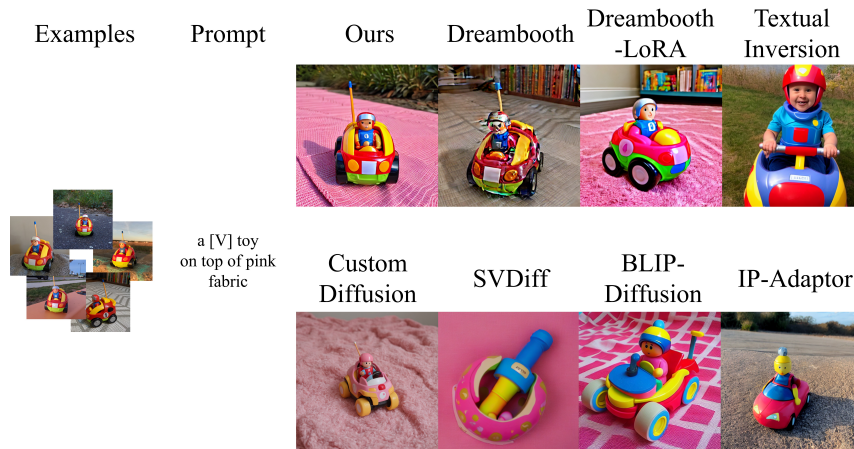 Examples
Prompt
Ours
Dreambooth
Dreambooth
-LoRA
Textual
Inversion
a [V] toy
on top of pink
fabric
Custom
Diffusion
SVDiff
BLIP-
Diffusion
IP-Adaptor